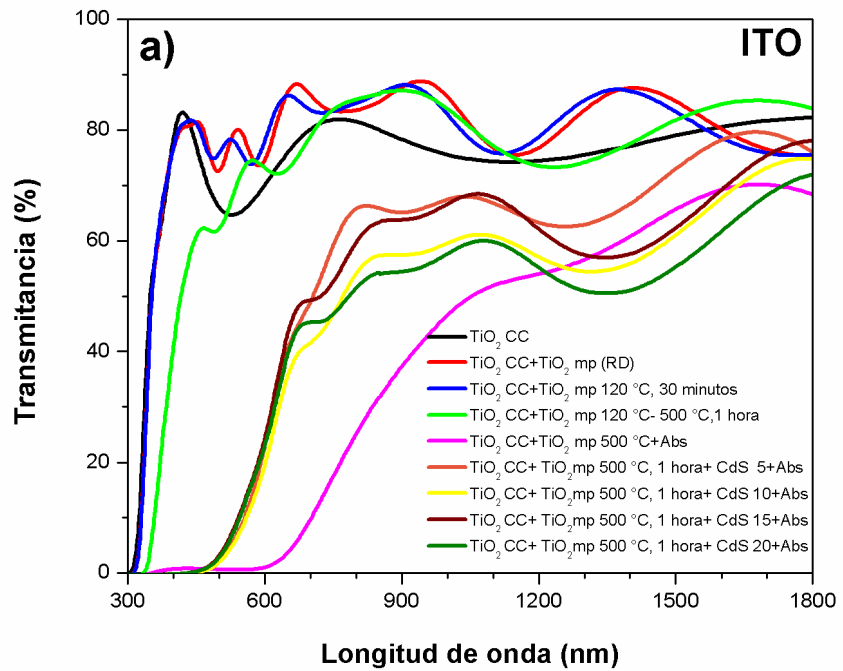 a)
ITO
Transmitancia (%)
100
80
60
40
20
0
TiO2 CC
TiO2 CC+TiO2 mp (RD)
TiO2 CC+TiO2 mp 120 °C, 30 minutos
TiO2 CC+TiO2 mp 120 °C- 500 °C,1 hora
TiO2 CC+TiO2 mp 500 °C+Abs
TiO2 CC+ TiO2mp 500 °C, 1 hora+ CdS 5+Abs
TiO2 CC+ TiO2mp 500 °C, 1 hora+ CdS 10+Abs
TiO2 CC+ TiO2mp 500 °C, 1 hora+ CdS 15+Abs
TiO2 CC+ TiO2mp 500 °C, 1 hora+ CdS 20+Abs
300 600 900 1200 1500 1800
Longitud de onda (nm)